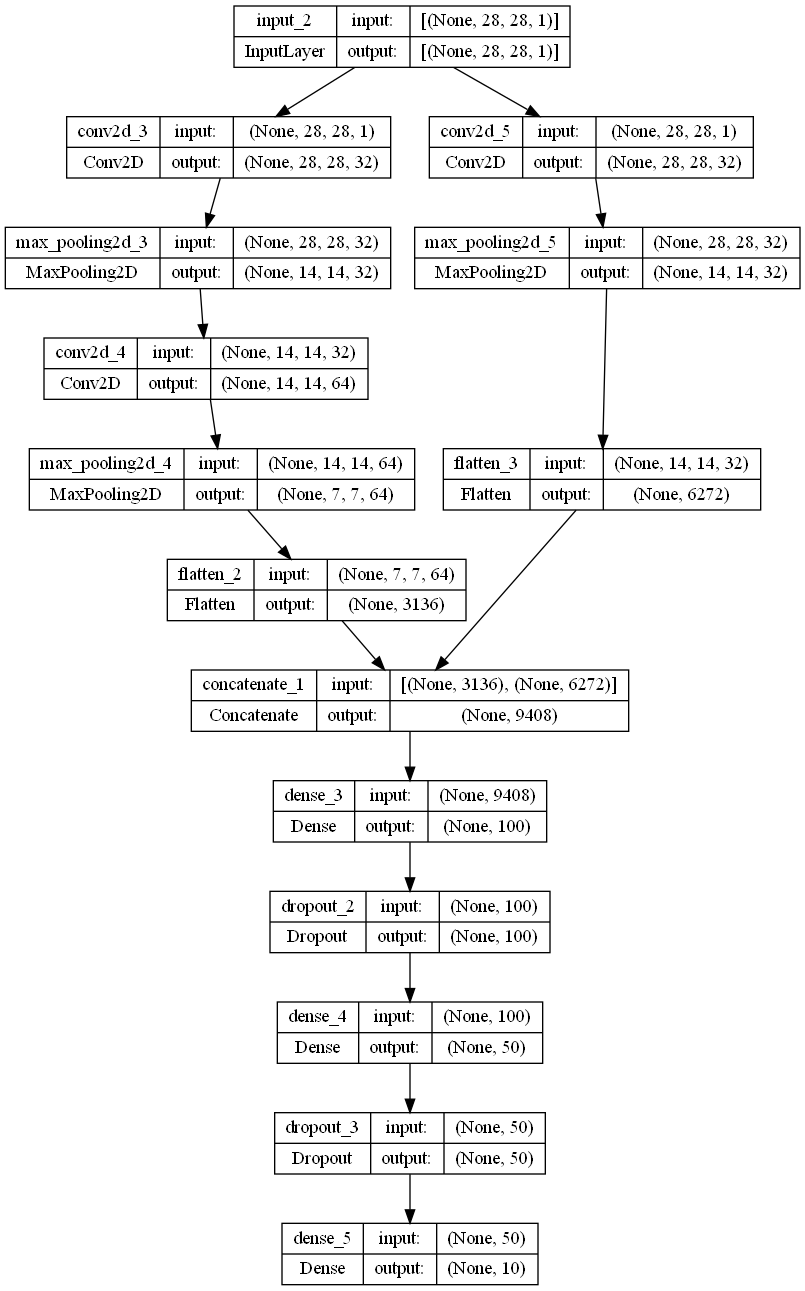 input_2 input: [(None, 28, 28, 1)]
InputLayer output: [(None, 28, 28, 1)]
conv2d_3 input: (None, 28, 28, 1)
Conv2D output: (None, 28, 28, 32)
conv2d_5 input: (None, 28, 28, 1)
Conv2D output: (None, 28, 28, 32)
max_pooling2d_3 input: (None, 28, 28, 32)
MaxPooling2D output: (None, 14, 14, 32)
max_pooling2d_5 input: (None, 28, 28, 32)
MaxPooling2D output: (None, 14, 14, 32)
conv2d_4 input: (None, 14, 14, 32)
Conv2D output: (None, 14, 14, 64)
max_pooling2d_4 input: (None, 14, 14, 64)
MaxPooling2D output: (None, 7, 7, 64)
flatten_3 input: (None, 14, 14, 32)
Flatten output: (None, 6272)
flatten_2 input: (None, 7, 7, 64)
Flatten output: (None, 3136)
concatenate_1 input: [(None, 3136), (None, 6272)]
Concatenate output: (None, 9408)
dense_3 input: (None, 9408)
Dense output: (None, 100)
dropout_2 input: (None, 100)
Dropout output: (None, 100)
dense_4 input: (None, 100)
Dense output: (None, 50)
dropout_3 input: (None, 50)
Dropout output: (None, 50)
dense_5 input: (None, 50)
Dense output: (None, 10)